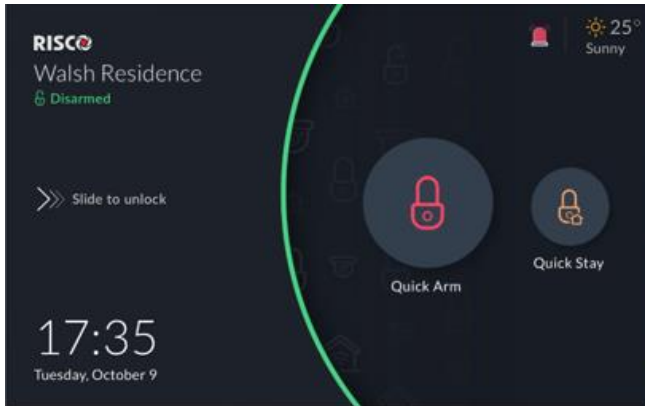 RISCO
Walsh Residence
Disarmed
Slide to unlock
17:35
Tuesday, October 9
25°
Sunny
Quick Arm
Quick Stay